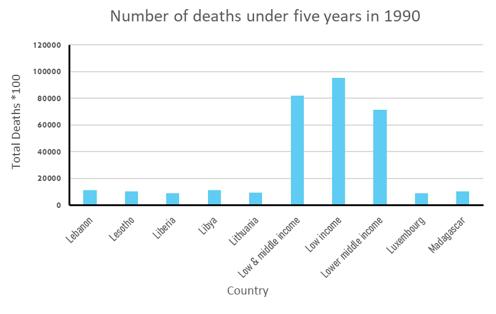 Number of deaths under five years in 1990
120000
100000
80000
60000
40000
20000
0
Total Deaths *100
Lebanon
Lesotho
Liberia
Libya
Lithuania
Low & middle income
Low income
Lower middle income
Luxembourg
Madagascar
Country